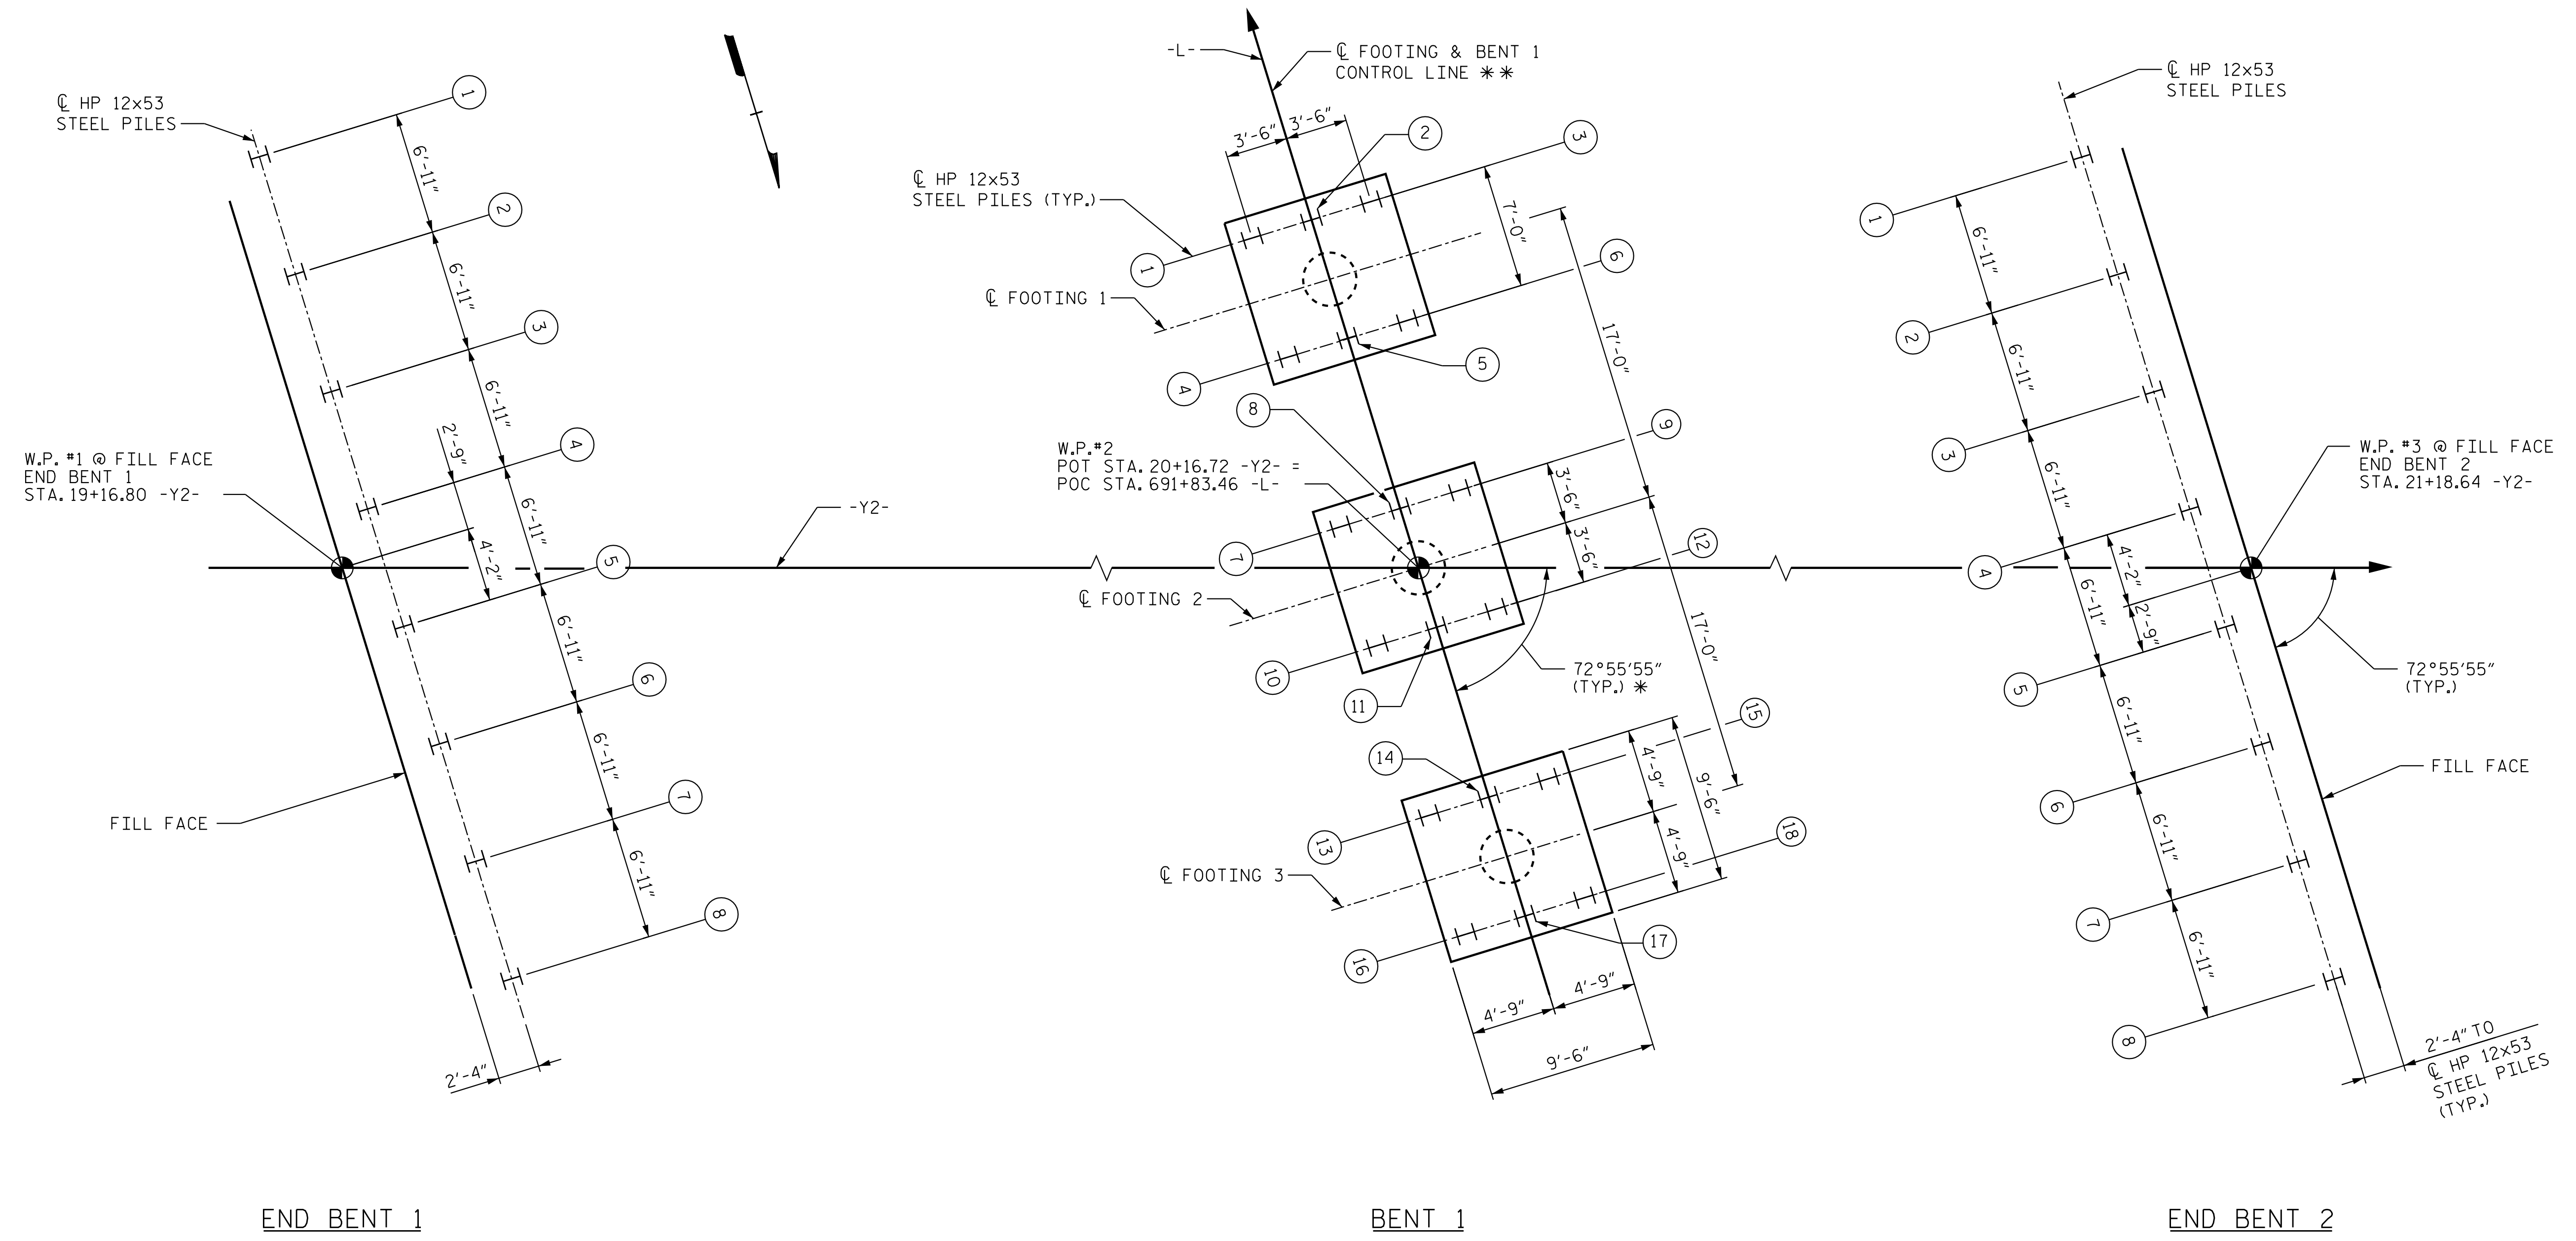 ℄ HP 12x53
STEEL PILES
1
2
3
4
5
6
7
8
6'-11"
6'-11"
6'-11"
6'-11"
6'-11"
6'-11"
6'-11"
2'-9"
4'-2"
W.P. #1 @ FILL FACE
END BENT 1
STA. 19+16.80 -Y2-
FILL FACE
2'-4"
-Y2-
END BENT 1
-L-
℄ FOOTING & BENT 1
CONTROL LINE **
3'-6"
3'-6"
℄ HP 12x53
STEEL PILES (TYP.)
1
2
3
4
5
6
7'-0"
℄ FOOTING 1
17'-0"
W.P.#2
POT STA. 20+16.72 -Y2- =
POC STA. 691+83.46 -L-
7
8
9
10
11
12
3'-6"
3'-6"
℄ FOOTING 2
72°55'55"
(TYP.) *
17'-0"
13
14
15
16
17
18
4'-9"
4'-9"
9'-6"
℄ FOOTING 3
4'-9"
4'-9"
9'-6"
BENT 1
℄ HP 12x53
STEEL PILES
1
2
3
4
5
6
7
8
6'-11"
6'-11"
6'-11"
6'-11"
6'-11"
6'-11"
6'-11"
4'-2"
2'-9"
W.P. #3 @ FILL FACE
END BENT 2
STA. 21+18.64 -Y2-
72°55'55"
(TYP.)
FILL FACE
2'-4" TO
℄ HP 12x53
STEEL PILES
(TYP.)
END BENT 2